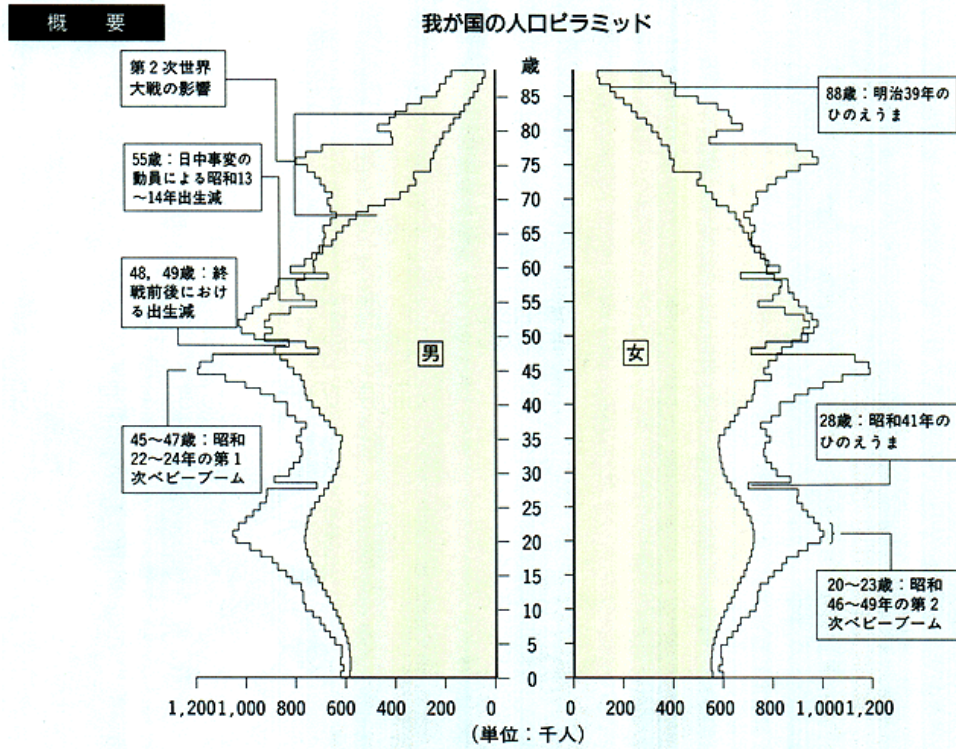 概 要
我が国の人口ピラミッド
第2次世界
大戦の影響
55歳：日中事変の
動員による昭和13
～14年出生減
48，49歳：終
戦前後におけ
る出生減
45～47歳：昭和
22～24年の第1
次ベビーブーム
男
歳
85
80
75
70
65
60
55
50
45
40
35
30
25
20
15
10
5
0
女
88歳：明治39年の
ひのえうま
28歳：昭和41年の
ひのえうま
20～23歳：昭和
46～49年の第2
次ベビーブーム
1,200 1,000 800 600 400 200 0
0 200 400 600 800 1,000 1,200
(単位：千人)